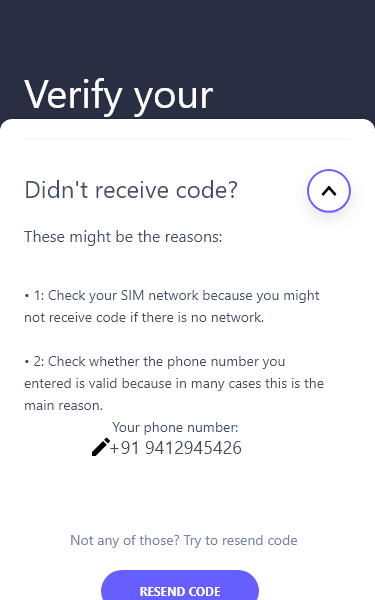 Verify your
Didn't receive code?
These might be the reasons:
• 1: Check your SIM network because you might
not receive code if there is no network.
• 2: Check whether the phone number you
entered is valid because in many cases this is the
main reason.
Your phone number:
+91 9412945426
Not any of those? Try to resend code
RESEND CODE